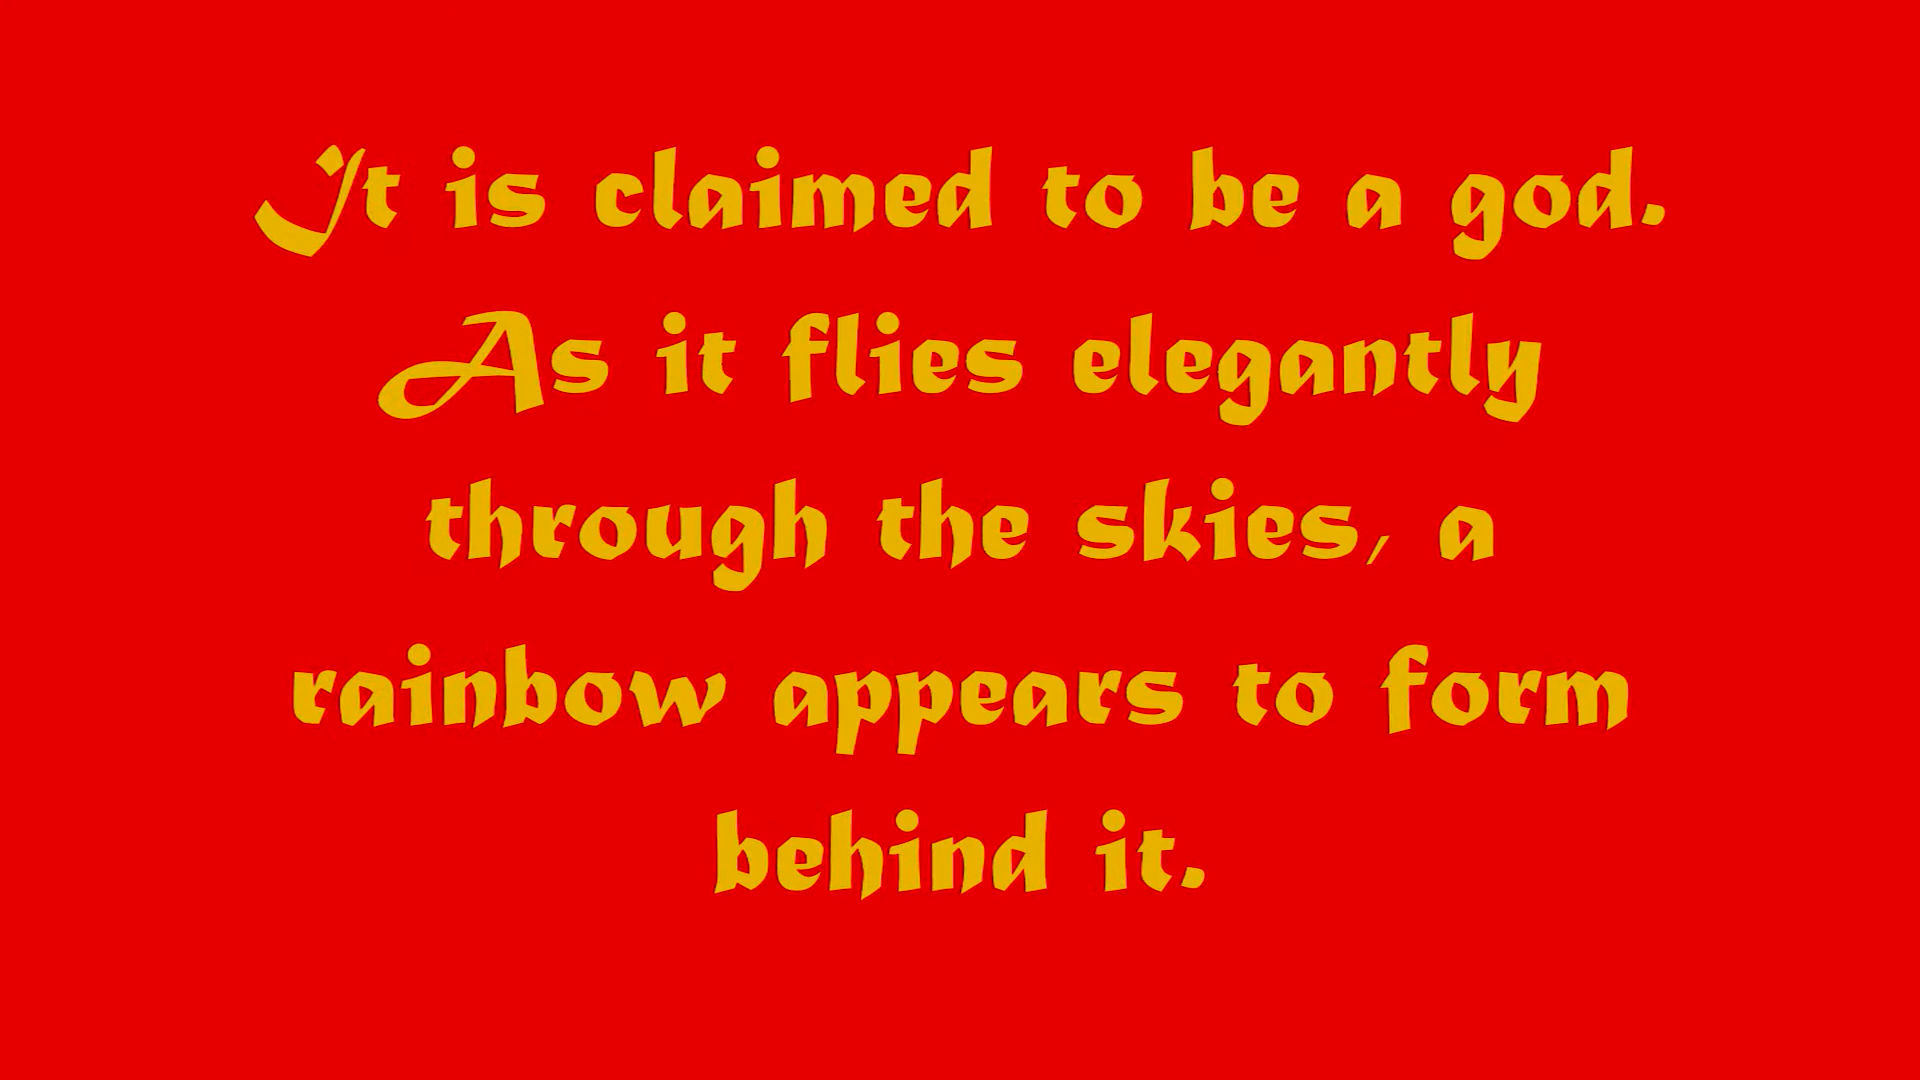 It is claimed to be a god.
As it flies elegantly
through the skies, a
rainbow appears to form
behind it.